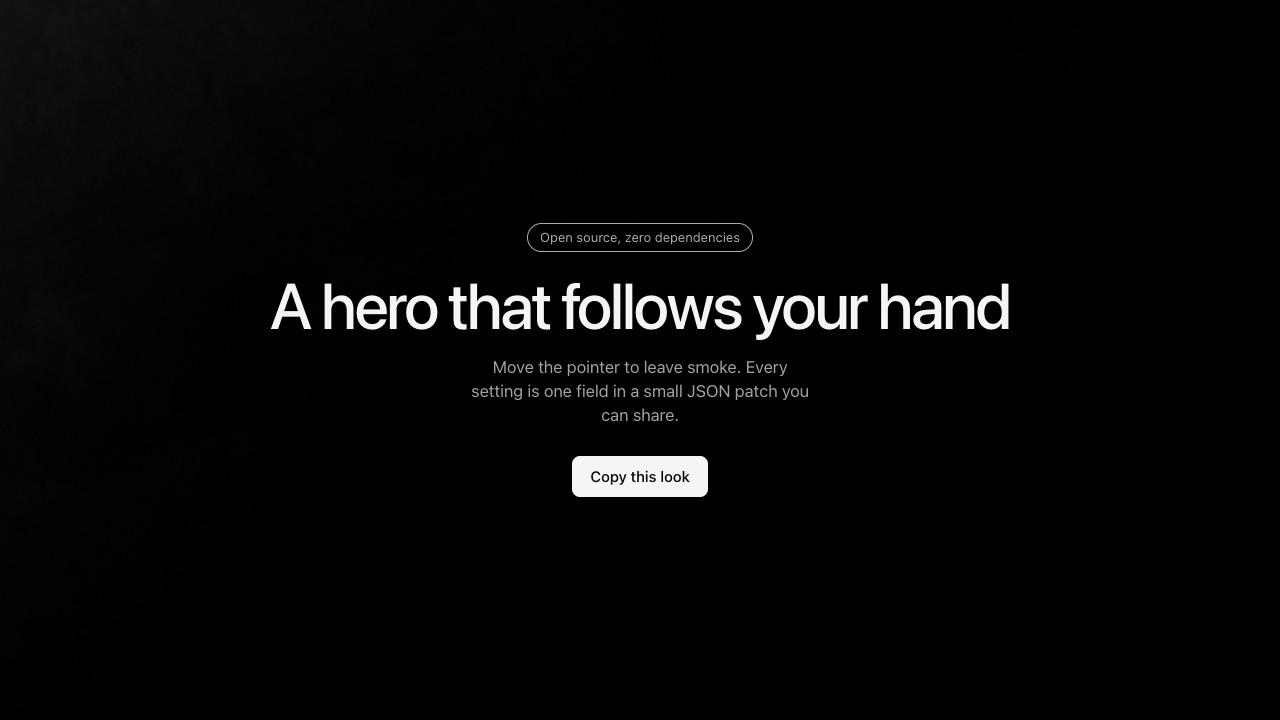 Open source, zero dependencies
A hero that follows your hand
Move the pointer to leave smoke. Every
setting is one field in a small JSON patch you
can share.
Copy this look